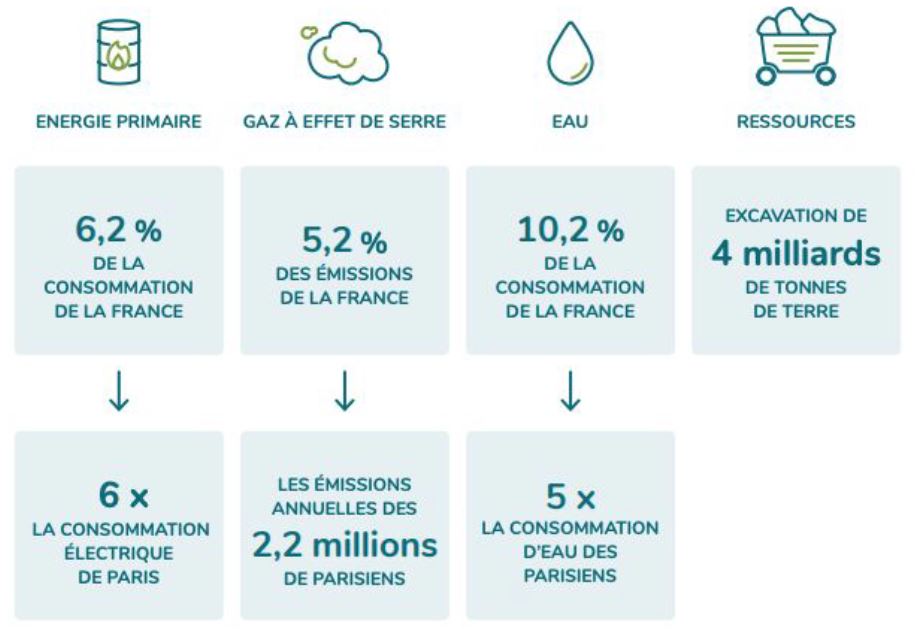 ENERGIE PRIMAIRE
GAZ À EFFET DE SERRE
EAU
RESSOURCES
6,2 %
DE LA
CONSOMMATION
DE LA FRANCE
5,2 %
DES ÉMISSIONS
DE LA FRANCE
10,2 %
DE LA
CONSOMMATION
DE LA FRANCE
EXCAVATION DE
4 milliards
DE TONNES
DE TERRE
6 x
LA CONSOMMATION
ÉLECTRIQUE
DE PARIS
LES ÉMISSIONS
ANNUELLES DES
2,2 millions
DE PARISIENS
5 x
LA CONSOMMATION
D'EAU DES
PARISIENS